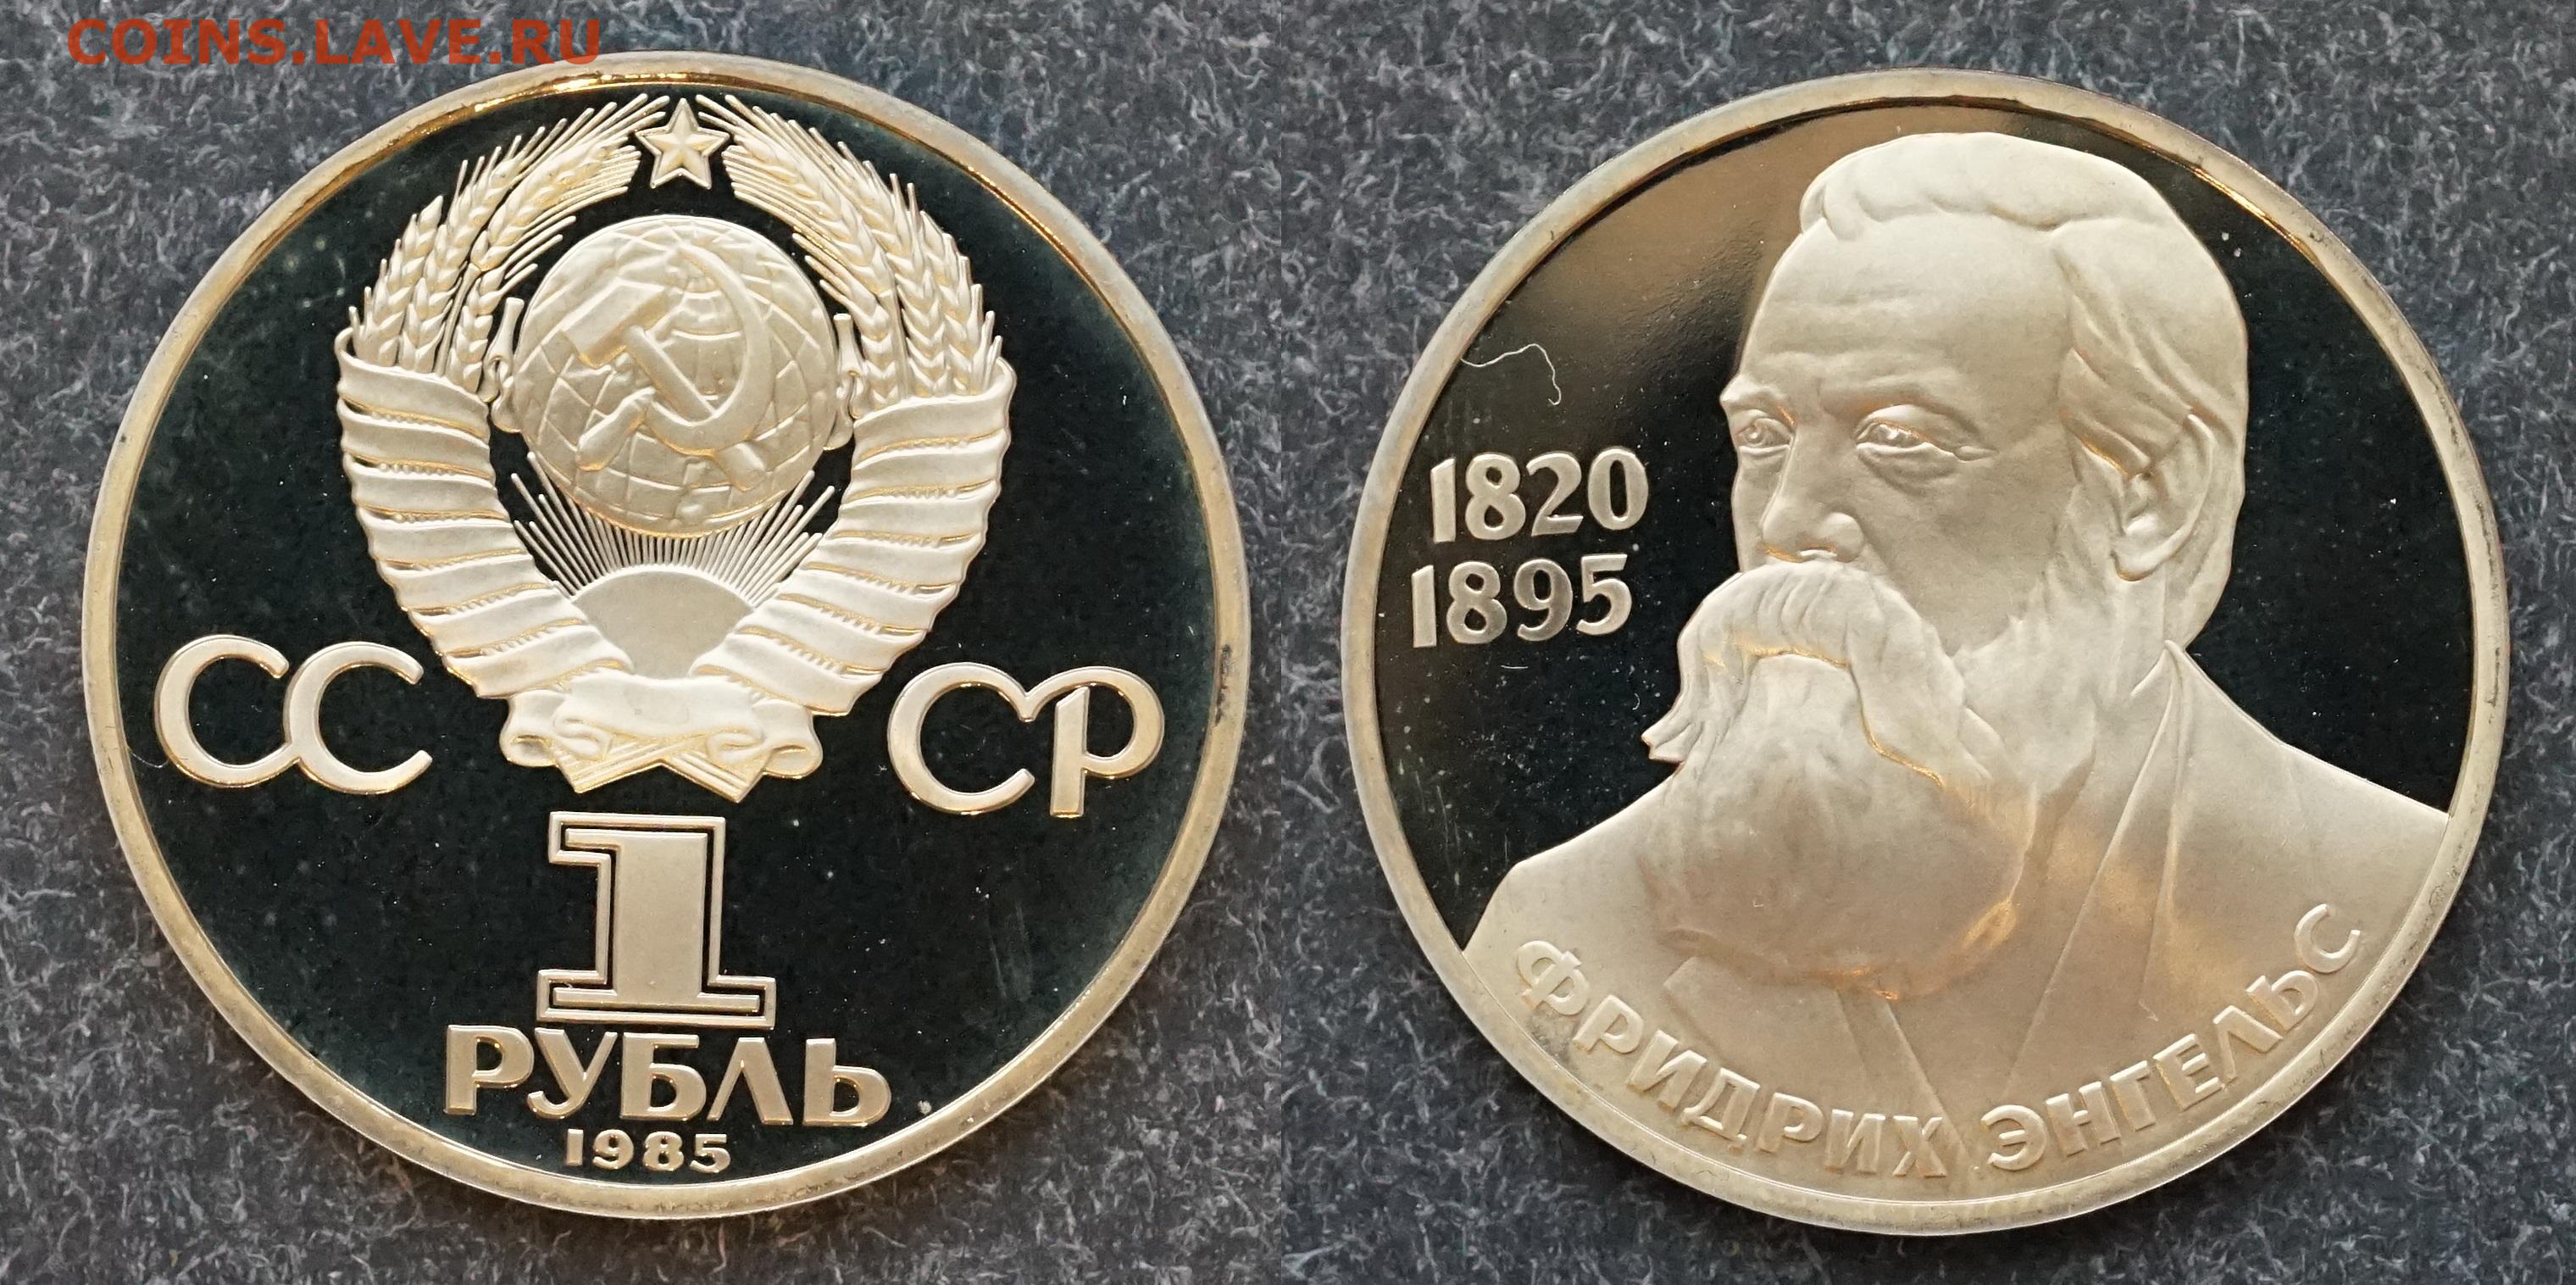 COINS.LAVE.RU
СС СР
1
РУБЛЬ
1985
1820
1895
ФРИДРИХ ЭНГЕЛЬС